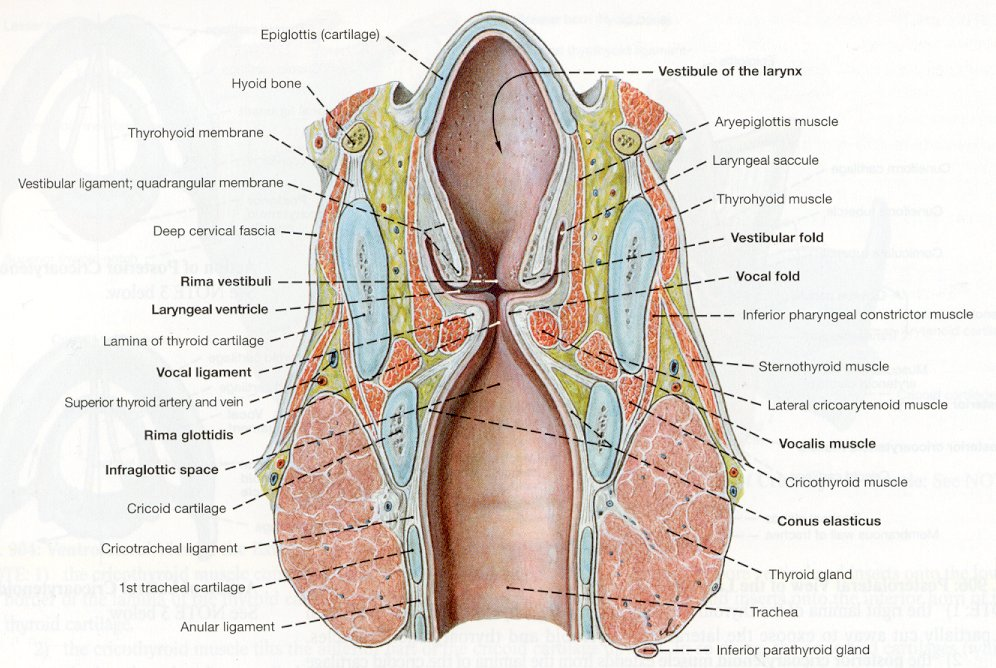 Epiglottis (cartilage)
Hyoid bone
Thyrohyoid membrane
Vestibular ligament; quadrangular membrane
Deep cervical fascia
Rima vestibuli
Laryngeal ventricle
Lamina of thyroid cartilage
Vocal ligament
Superior thyroid artery and vein
Rima glottidis
Infraglottic space
Cricoid cartilage
Cricotracheal ligament
1st tracheal cartilage
Anular ligament
Vestibule of the larynx
Aryepiglottis muscle
Laryngeal saccule
Thyrohyoid muscle
Vestibular fold
Vocal fold
Inferior pharyngeal constrictor muscle
Sternothyroid muscle
Lateral cricoarytenoid muscle
Vocalis muscle
Cricothyroid muscle
Conus elasticus
Thyroid gland
Trachea
Inferior parathyroid gland